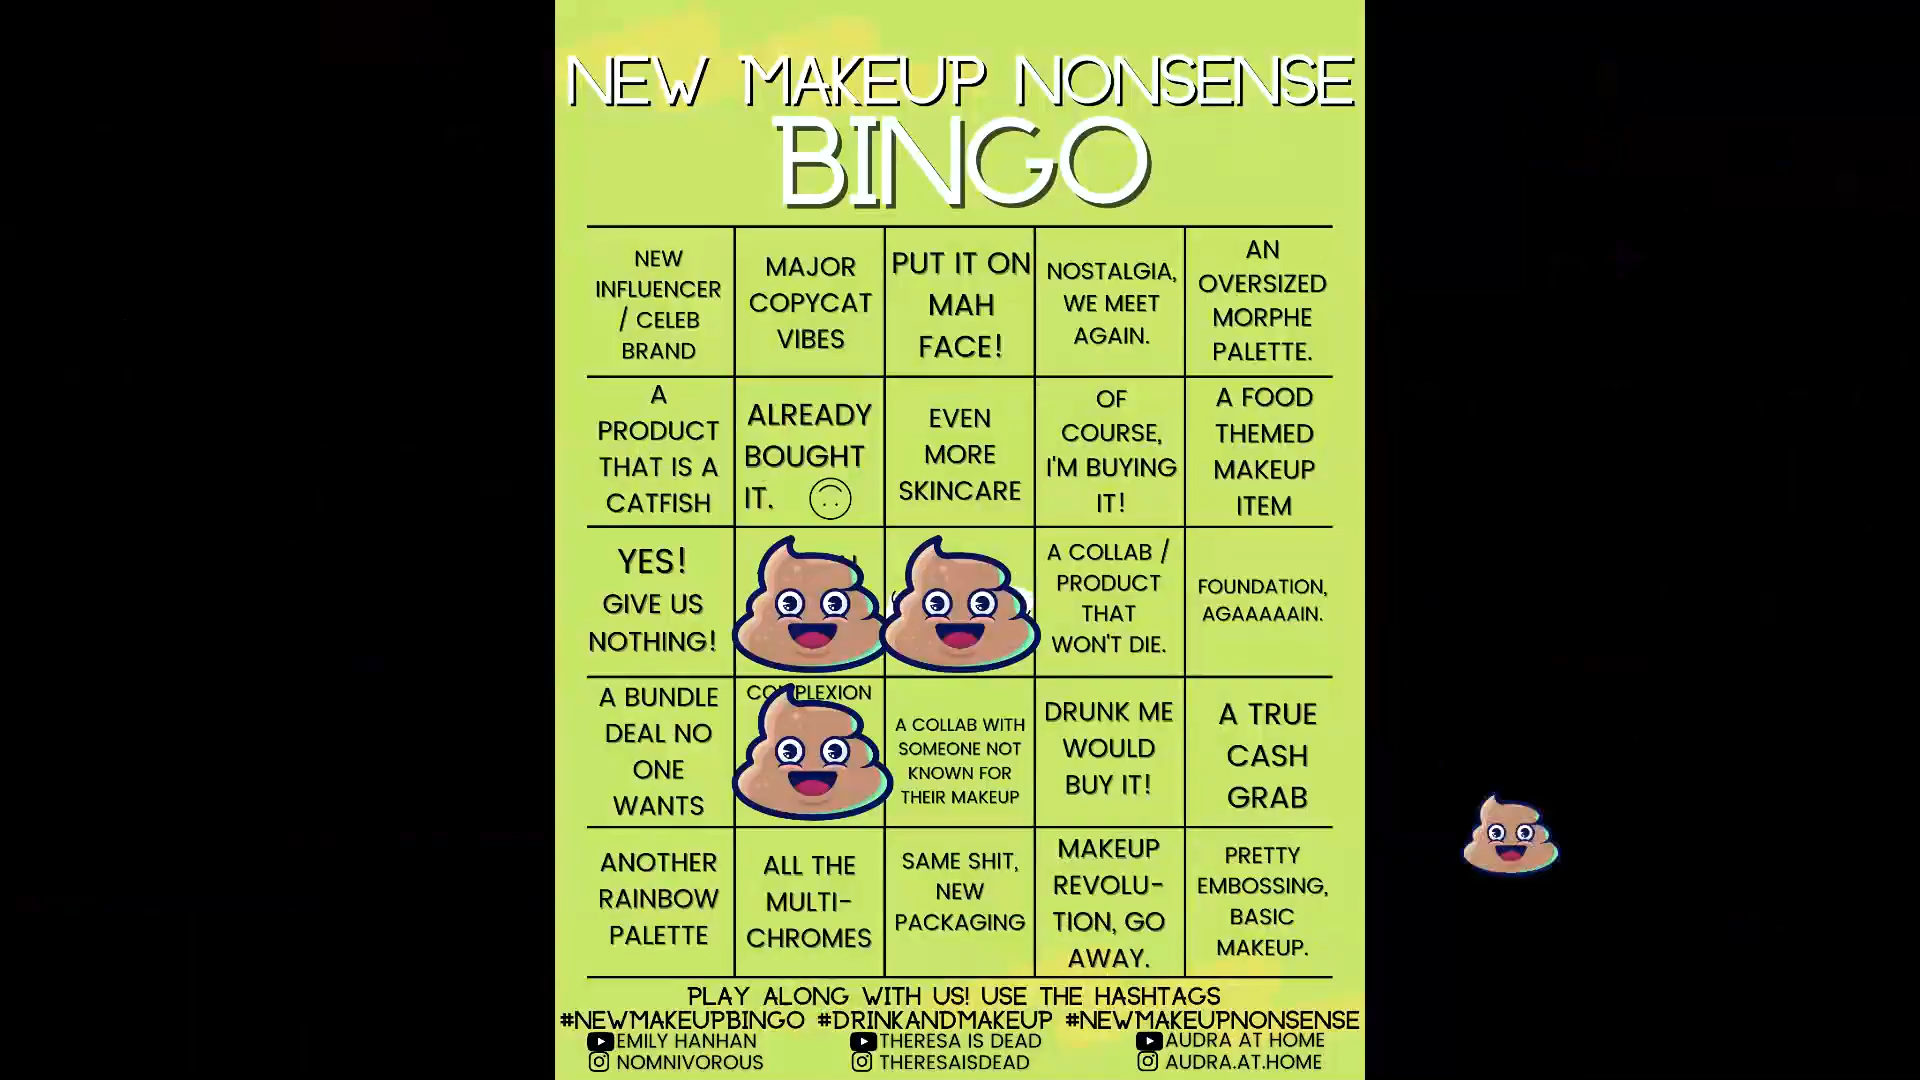 NEW MAKEUP NONSENSE
BINGO
NEW
INFLUENCER
/ CELEB
BRAND
MAJOR
COPYCAT
VIBES
PUT IT ON
MAH
FACE!
NOSTALGIA,
WE MEET
AGAIN.
AN
OVERSIZED
MORPHE
PALETTE.
A
PRODUCT
THAT IS A
CATFISH
ALREADY
BOUGHT
IT.
EVEN
MORE
SKINCARE
OF
COURSE,
I'M BUYING
IT!
A FOOD
THEMED
MAKEUP
ITEM
YES!
GIVE US
NOTHING!
A COLLAB /
PRODUCT
THAT
WON'T DIE.
FOUNDATION,
AGAAAAAIN.
A BUNDLE
DEAL NO
ONE
WANTS
COMPLEXION
A COLLAB WITH
SOMEONE NOT
KNOWN FOR
THEIR MAKEUP
DRUNK ME
WOULD
BUY IT!
A TRUE
CASH
GRAB
ANOTHER
RAINBOW
PALETTE
ALL THE
MULTI-
CHROMES
SAME SHIT,
NEW
PACKAGING
MAKEUP
REVOLU-
TION, GO
AWAY.
PRETTY
EMBOSSING,
BASIC
MAKEUP.
PLAY ALONG WITH US! USE THE HASHTAGS
#NEWMAKEUPBINGO #DRINKANDMAKEUP #NEWMAKEUPNONSENSE
EMILY HANHAN THERESA IS DEAD AUDRA AT HOME
NOMNIVOROUS THERESAISDEAD AUDRA.AT.HOME